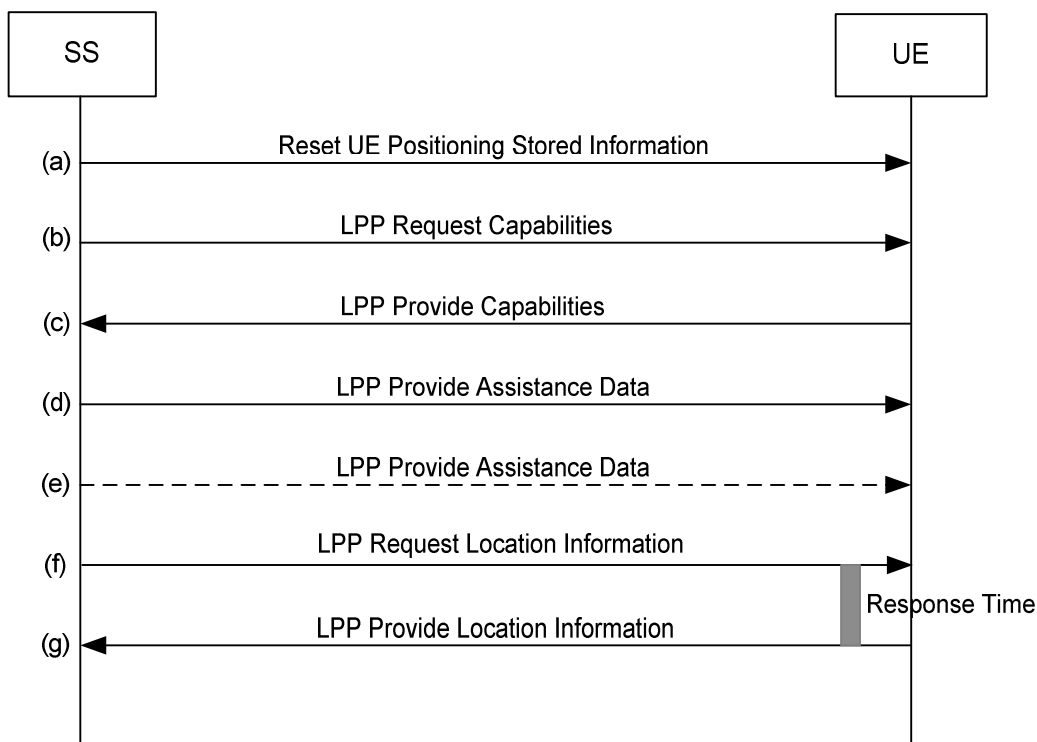 SS
UE
(a)
Reset UE Positioning Stored Information
(b)
LPP Request Capabilities
(c)
LPP Provide Capabilities
(d)
LPP Provide Assistance Data
(e)
LPP Provide Assistance Data
(f)
LPP Request Location Information
Response Time
(g)
LPP Provide Location Information